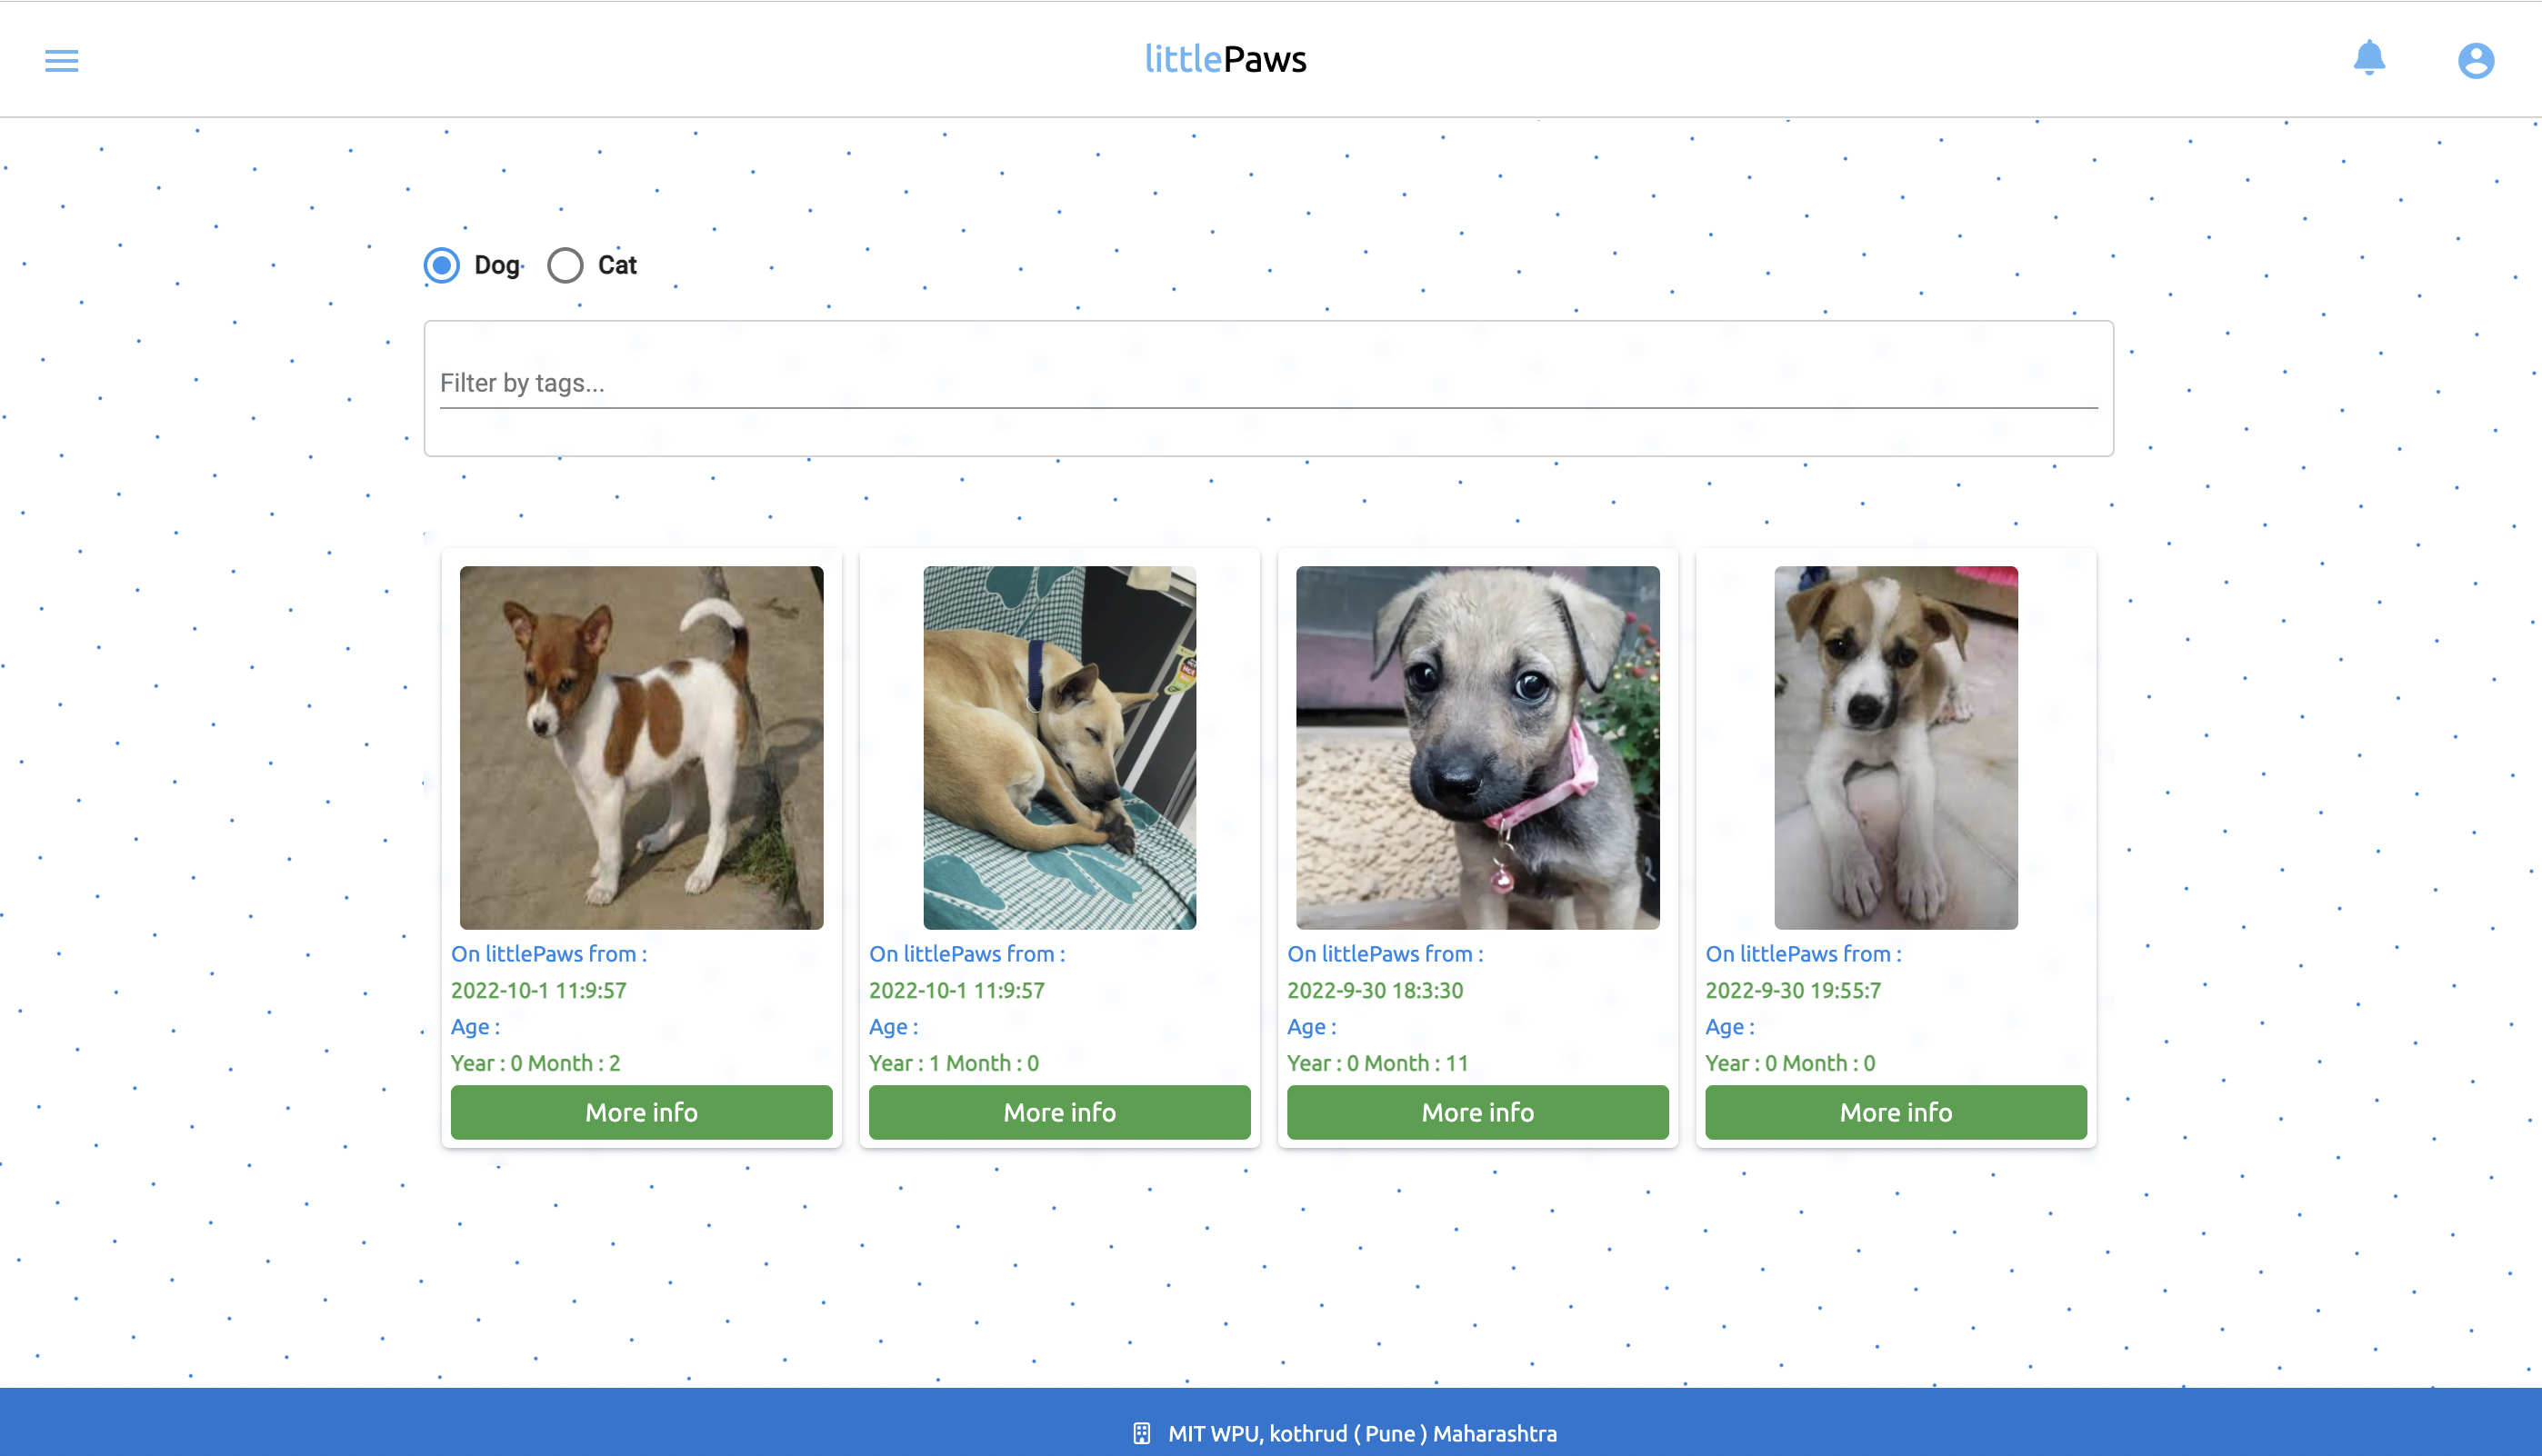 littlePaws
Dog
Cat
Filter by tags...
On littlePaws from :
2022-10-1 11:9:57
Age :
Year : 0 Month : 2
More info
On littlePaws from :
2022-10-1 11:9:57
Age :
Year : 1 Month : 0
More info
On littlePaws from :
2022-9-30 18:3:30
Age :
Year : 0 Month : 11
More info
On littlePaws from :
2022-9-30 19:55:7
Age :
Year : 0 Month : 0
More info
MIT WPU, kothrud ( Pune ) Maharashtra